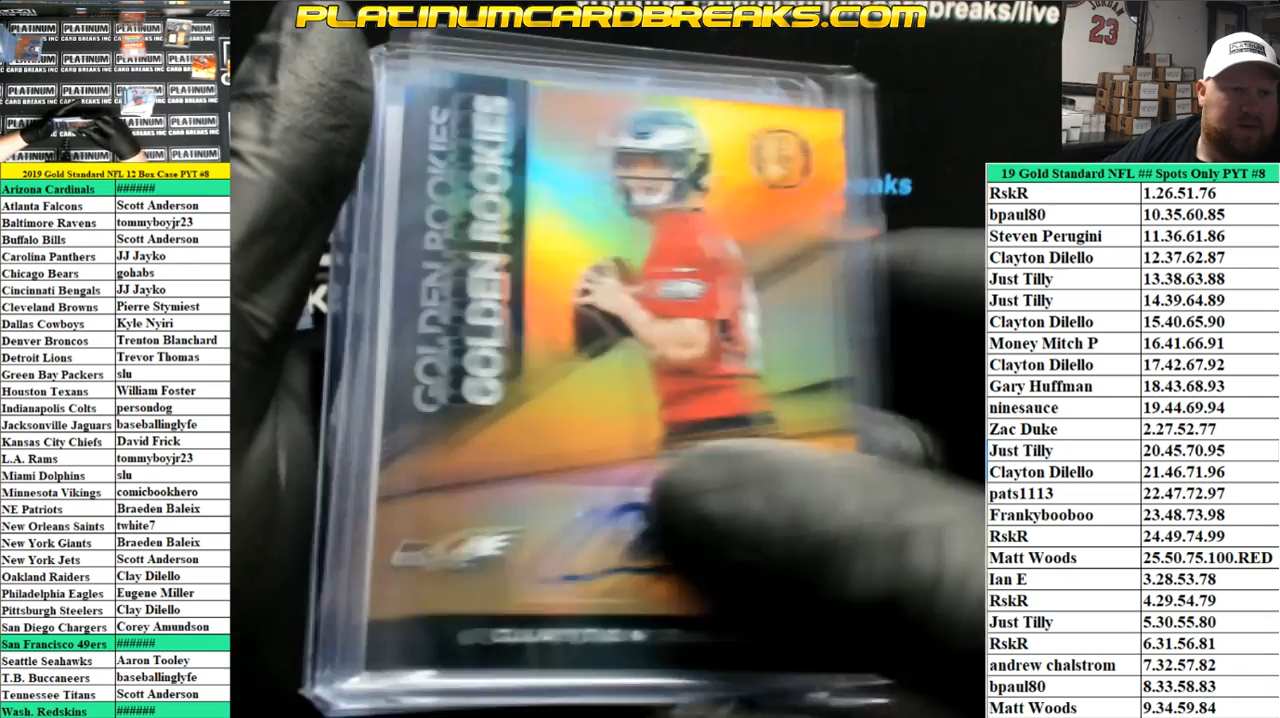 PLATINUMCARDBREAKS.COM
breaks/live
JORDAN
23
PLATINUM
CARD BREAKS INC
2019 Gold Standard NFL 12 Box Case PYT #8
Arizona Cardinals ######
Atlanta Falcons Scott Anderson
Baltimore Ravens tommyboyjr23
Buffalo Bills Scott Anderson
Carolina Panthers JJ Jayko
Chicago Bears gohabs
Cincinnati Bengals JJ Jayko
Cleveland Browns Pierre Stymiest
Dallas Cowboys Kyle Nyiri
Denver Broncos Trenton Blanchard
Detroit Lions Trevor Thomas
Green Bay Packers slu
Houston Texans William Foster
Indianapolis Colts persondog
Jacksonville Jaguars baseballinglyfe
Kansas City Chiefs David Frick
L.A. Rams tommyboyjr23
Miami Dolphins slu
Minnesota Vikings comicbookhero
NE Patriots Braeden Baleix
New Orleans Saints twhite7
New York Giants Braeden Baleix
New York Jets Scott Anderson
Oakland Raiders Clay Dilello
Philadelphia Eagles Eugene Miller
Pittsburgh Steelers Clay Dilello
San Diego Chargers Corey Amundson
San Francisco 49ers ######
Seattle Seahawks Aaron Tooley
T.B. Buccaneers baseballinglyfe
Tennessee Titans Scott Anderson
Wash. Redskins ######
GOLDEN ROOKIES
GOLDEN ROOKIES
GOLDEN ROOKIES
eaks
19 Gold Standard NFL ## Spots Only PYT #8
RskR 1.26.51.76
bpaul80 10.35.60.85
Steven Perugini 11.36.61.86
Clayton Dilello 12.37.62.87
Just Tilly 13.38.63.88
Just Tilly 14.39.64.89
Clayton Dilello 15.40.65.90
Money Mitch P 16.41.66.91
Clayton Dilello 17.42.67.92
Gary Huffman 18.43.68.93
ninesauce 19.44.69.94
Zac Duke 2.27.52.77
Just Tilly 20.45.70.95
Clayton Dilello 21.46.71.96
pats1113 22.47.72.97
Frankybooboo 23.48.73.98
RskR 24.49.74.99
Matt Woods 25.50.75.100.RED
Ian E 3.28.53.78
RskR 4.29.54.79
Just Tilly 5.30.55.80
RskR 6.31.56.81
andrew chalstrom 7.32.57.82
bpaul80 8.33.58.83
Matt Woods 9.34.59.84